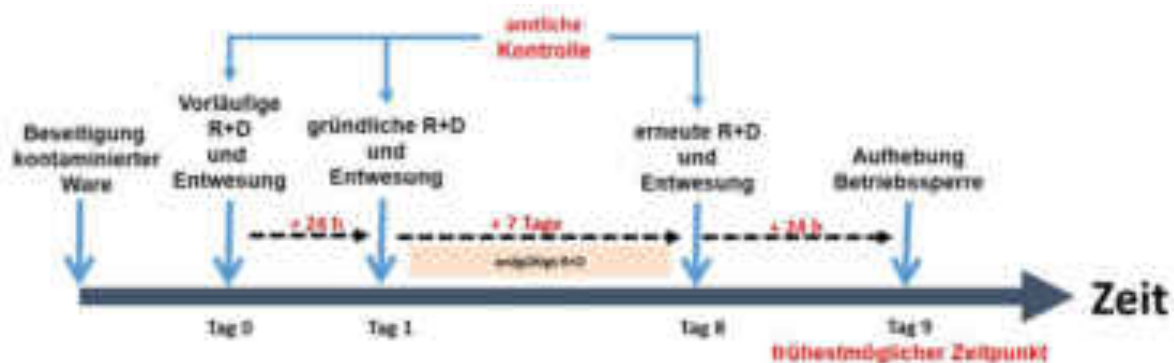 amtliche
Kontrolle
Vorläufige
R+D
und
Entwesung
gründliche R+D
und
Entwesung
erneute R+D
und
Entwesung
Beseitigung
kontaminierter
Ware
Aufhebung
Betriebssperre
+ 24 h
+ 7 Tage
+ 24 h
endgültige R+D
Zeit
Tag 0
Tag 1
Tag 8
Tag 9
frühestmöglicher Zeitpunkt